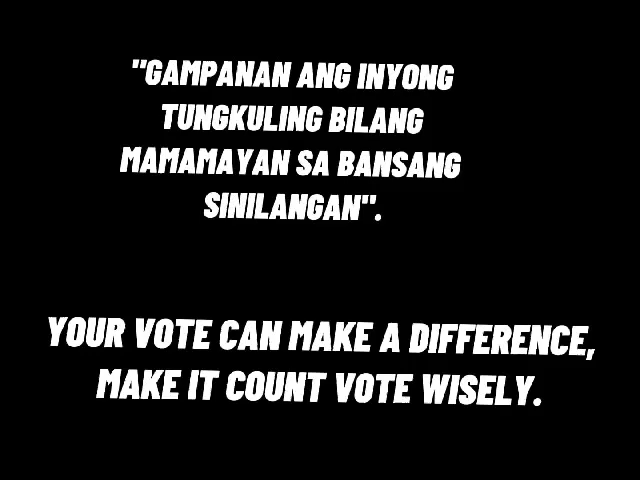 "GAMPANAN ANG INYONG
TUNGKULING BILANG
MAMAMAYAN SA BANSANG
SINILANGAN".
YOUR VOTE CAN MAKE A DIFFERENCE,
MAKE IT COUNT VOTE WISELY.